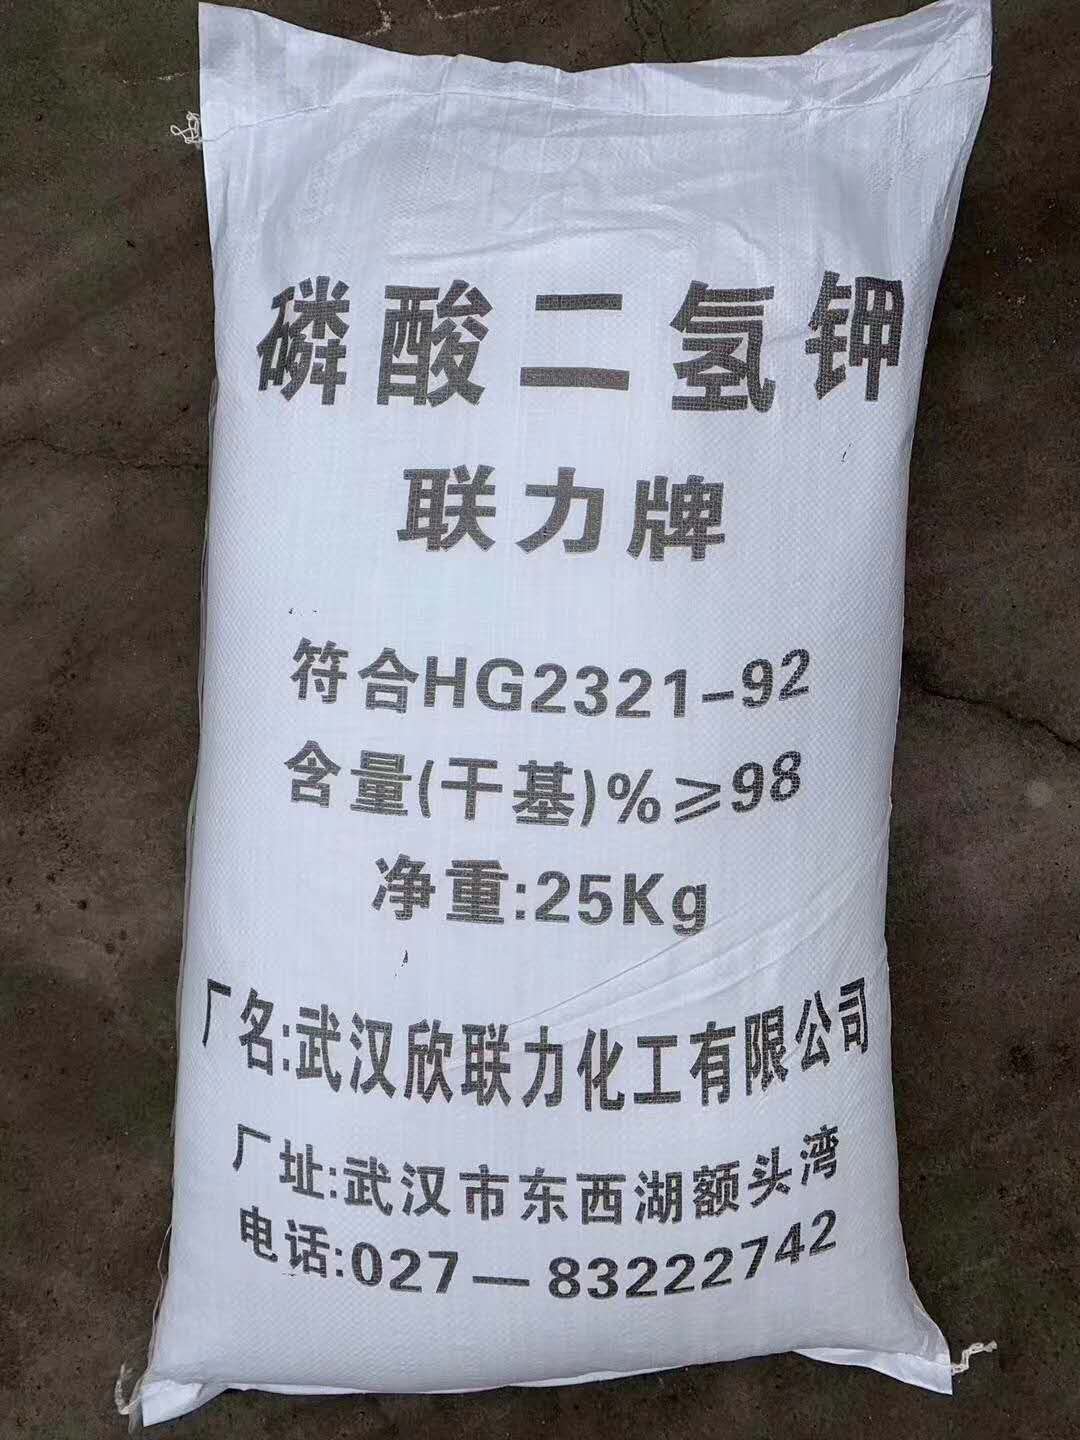 磷酸二氢钾
联力牌
符合HG2321-92
含量(干基)%≥98
净重:25Kg
厂名:武汉欣联力化工有限公司
厂址:武汉市东西湖额头湾
电话:027—83222742